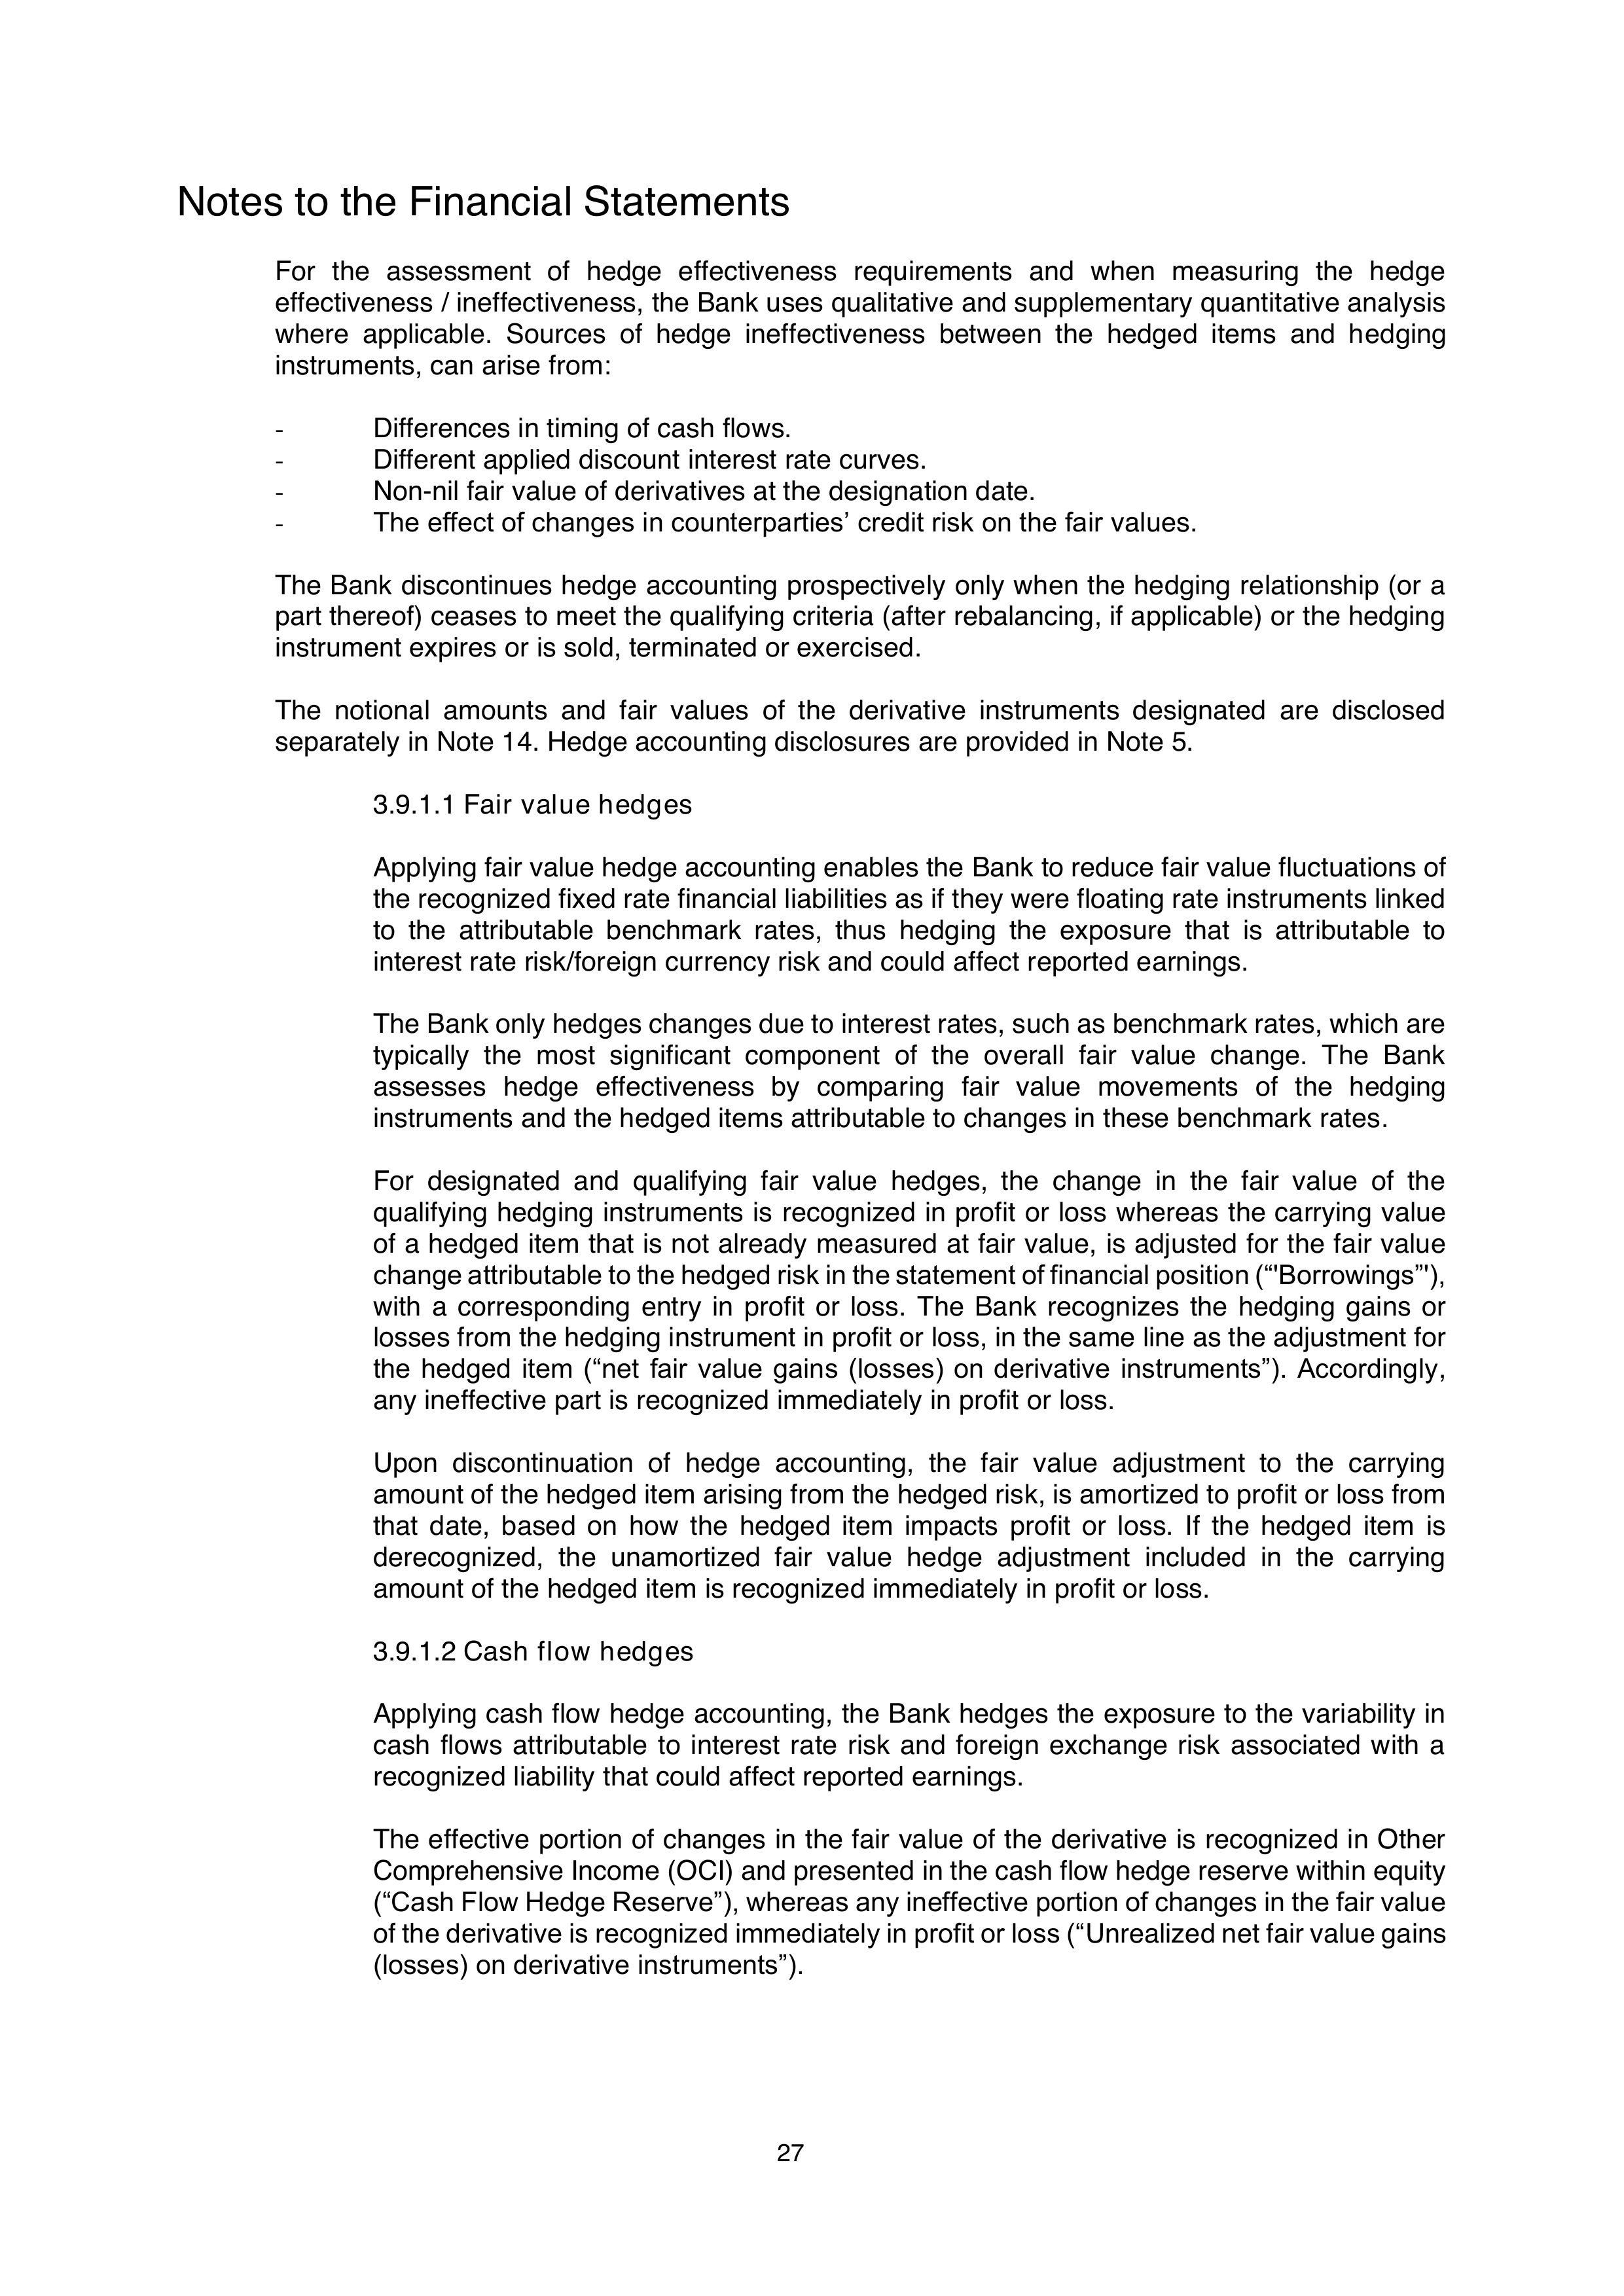 Notes to the Financial Statements
For the assessment of hedge effectiveness requirements and when measuring the hedge
effectiveness / ineffectiveness, the Bank uses qualitative and supplementary quantitative analysis
where applicable. Sources of hedge ineffectiveness between the hedged items and hedging
instruments, can arise from:
- Differences in timing of cash flows.
- Different applied discount interest rate curves.
- Non-nil fair value of derivatives at the designation date.
- The effect of changes in counterparties’ credit risk on the fair values.
The Bank discontinues hedge accounting prospectively only when the hedging relationship (or a
part thereof) ceases to meet the qualifying criteria (after rebalancing, if applicable) or the hedging
instrument expires or is sold, terminated or exercised.
The notional amounts and fair values of the derivative instruments designated are disclosed
separately in Note 14. Hedge accounting disclosures are provided in Note 5.
3.9.1.1 Fair value hedges
Applying fair value hedge accounting enables the Bank to reduce fair value fluctuations of
the recognized fixed rate financial liabilities as if they were floating rate instruments linked
to the attributable benchmark rates, thus hedging the exposure that is attributable to
interest rate risk/foreign currency risk and could affect reported earnings.
The Bank only hedges changes due to interest rates, such as benchmark rates, which are
typically the most significant component of the overall fair value change. The Bank
assesses hedge effectiveness by comparing fair value movements of the hedging
instruments and the hedged items attributable to changes in these benchmark rates.
For designated and qualifying fair value hedges, the change in the fair value of the
qualifying hedging instruments is recognized in profit or loss whereas the carrying value
of a hedged item that is not already measured at fair value, is adjusted for the fair value
change attributable to the hedged risk in the statement of financial position (“'Borrowings”'),
with a corresponding entry in profit or loss. The Bank recognizes the hedging gains or
losses from the hedging instrument in profit or loss, in the same line as the adjustment for
the hedged item (“net fair value gains (losses) on derivative instruments”). Accordingly,
any ineffective part is recognized immediately in profit or loss.
Upon discontinuation of hedge accounting, the fair value adjustment to the carrying
amount of the hedged item arising from the hedged risk, is amortized to profit or loss from
that date, based on how the hedged item impacts profit or loss. If the hedged item is
derecognized, the unamortized fair value hedge adjustment included in the carrying
amount of the hedged item is recognized immediately in profit or loss.
3.9.1.2 Cash flow hedges
Applying cash flow hedge accounting, the Bank hedges the exposure to the variability in
cash flows attributable to interest rate risk and foreign exchange risk associated with a
recognized liability that could affect reported earnings.
The effective portion of changes in the fair value of the derivative is recognized in Other
Comprehensive Income (OCI) and presented in the cash flow hedge reserve within equity
(“Cash Flow Hedge Reserve”), whereas any ineffective portion of changes in the fair value
of the derivative is recognized immediately in profit or loss (“Unrealized net fair value gains
(losses) on derivative instruments”).
27